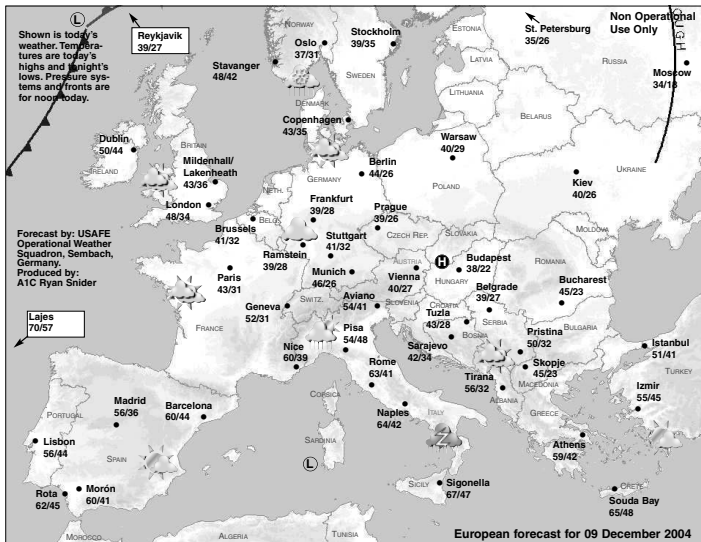 L
NORWAY
Stockholm
39/35
Non Operational
Use Only
TROUGH
Shown is today's
weather. Tempera-
tures are today's
highs and tonight's
lows. Pressure sys-
tems and fronts are
for noon today.
Reykjavik
39/27
Oslo
37/31
St. Petersburg
35/26
ESTONIA
LATVIA
RUSSIA
Moscow
34/18
Stavanger
48/42
SWEDEN
LITHUANIA
DENMARK
Copenhagen
43/35
BELARUS
Dublin
50/44
BRITAIN
Mildenhall/
Lakenheath
43/36
IRELAND
Warsaw
40/29
Berlin
44/26
NETH.
GERMANY
POLAND
UKRAINE
Kiev
40/26
London
48/34
Frankfurt
39/28
Prague
39/26
Brussels
41/32
BELG.
CZECH REP.
SLOVAKIA
MOLDOVA
Forecast by: USAFE
Operational Weather
Squadron, Sembach,
Germany.
Produced by:
A1C Ryan Snider
Stuttgart
41/32
Ramstein
39/28
Paris
43/31
Munich
46/26
AUSTRIA
Vienna
40/27
H
Budapest
38/22
HUNGARY
ROMANIA
Belgrade
39/27
Bucharest
45/23
Lajes
70/57
Geneva
52/31
SWITZ.
Aviano
54/41
SLOVENIA
CROATIA
Tuzla
43/28
SERBIA
BOSNIA
BULGARIA
FRANCE
Pisa
54/48
Sarajevo
42/34
Pristina
50/32
Istanbul
51/41
Nice
60/39
Rome
63/41
Skopje
45/23
TURKEY
Tirana
56/32
MACEDONIA
ALBANIA
Izmir
55/45
Madrid
56/36
Barcelona
60/44
CORSICA
ITALY
GREECE
PORTUGAL
Naples
64/42
Lisbon
56/44
SPAIN
SARDINIA
Athens
59/42
L
Rota
62/45
Morón
60/41
SICILY
Sigonella
67/47
CRETE
Souda Bay
65/48
MOROCCO
ALGERIA
TUNISIA
European forecast for 09 December 2004